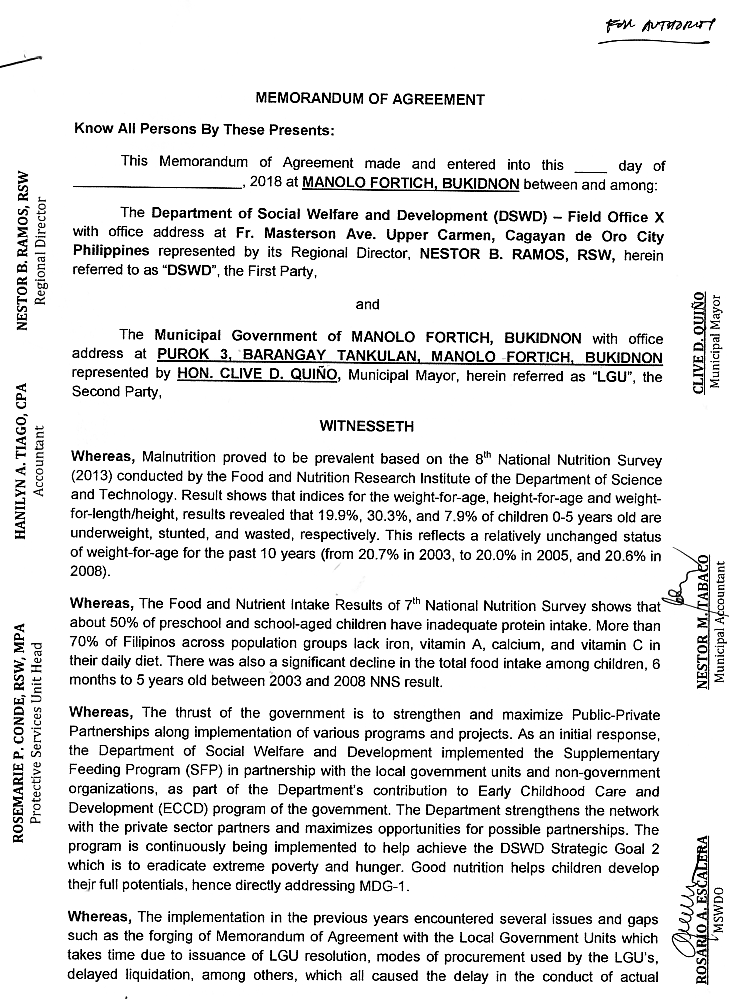 FOR AUTHORITY
MEMORANDUM OF AGREEMENT
Know All Persons By These Presents:
This Memorandum of Agreement made and entered into this ____ day of
____________________, 2018 at MANOLO FORTICH, BUKIDNON between and among:
The Department of Social Welfare and Development (DSWD) – Field Office X
with office address at Fr. Masterson Ave. Upper Carmen, Cagayan de Oro City
Philippines represented by its Regional Director, NESTOR B. RAMOS, RSW, herein
referred to as “DSWD”, the First Party,
and
The Municipal Government of MANOLO FORTICH, BUKIDNON with office
address at PUROK 3, BARANGAY TANKULAN, MANOLO FORTICH, BUKIDNON
represented by HON. CLIVE D. QUIÑO, Municipal Mayor, herein referred as “LGU”, the
Second Party,
WITNESSETH
Whereas, Malnutrition proved to be prevalent based on the 8th National Nutrition Survey
(2013) conducted by the Food and Nutrition Research Institute of the Department of Science
and Technology. Result shows that indices for the weight-for-age, height-for-age and weight-
for-length/height, results revealed that 19.9%, 30.3%, and 7.9% of children 0-5 years old are
underweight, stunted, and wasted, respectively. This reflects a relatively unchanged status
of weight-for-age for the past 10 years (from 20.7% in 2003, to 20.0% in 2005, and 20.6% in
2008).
Whereas, The Food and Nutrient Intake Results of 7th National Nutrition Survey shows that
about 50% of preschool and school-aged children have inadequate protein intake. More than
70% of Filipinos across population groups lack iron, vitamin A, calcium, and vitamin C in
their daily diet. There was also a significant decline in the total food intake among children, 6
months to 5 years old between 2003 and 2008 NNS result.
Whereas, The thrust of the government is to strengthen and maximize Public-Private
Partnerships along implementation of various programs and projects. As an initial response,
the Department of Social Welfare and Development implemented the Supplementary
Feeding Program (SFP) in partnership with the local government units and non-government
organizations, as part of the Department’s contribution to Early Childhood Care and
Development (ECCD) program of the government. The Department strengthens the network
with the private sector partners and maximizes opportunities for possible partnerships. The
program is continuously being implemented to help achieve the DSWD Strategic Goal 2
which is to eradicate extreme poverty and hunger. Good nutrition helps children develop
their full potentials, hence directly addressing MDG-1.
Whereas, The implementation in the previous years encountered several issues and gaps
such as the forging of Memorandum of Agreement with the Local Government Units which
takes time due to issuance of LGU resolution, modes of procurement used by the LGU’s,
delayed liquidation, among others, which all caused the delay in the conduct of actual
NESTOR B. RAMOS, RSW
Regional Director
HANILYN A. TIAGO, CPA
Accountant
ROSEMARIE P. CONDE, RSW, MPA
Protective Services Unit Head
CLIVE D. QUIÑO
Municipal Mayor
NESTOR M. TABACO
Municipal Accountant
ROSARIO A. ESCALERA
MSWDO